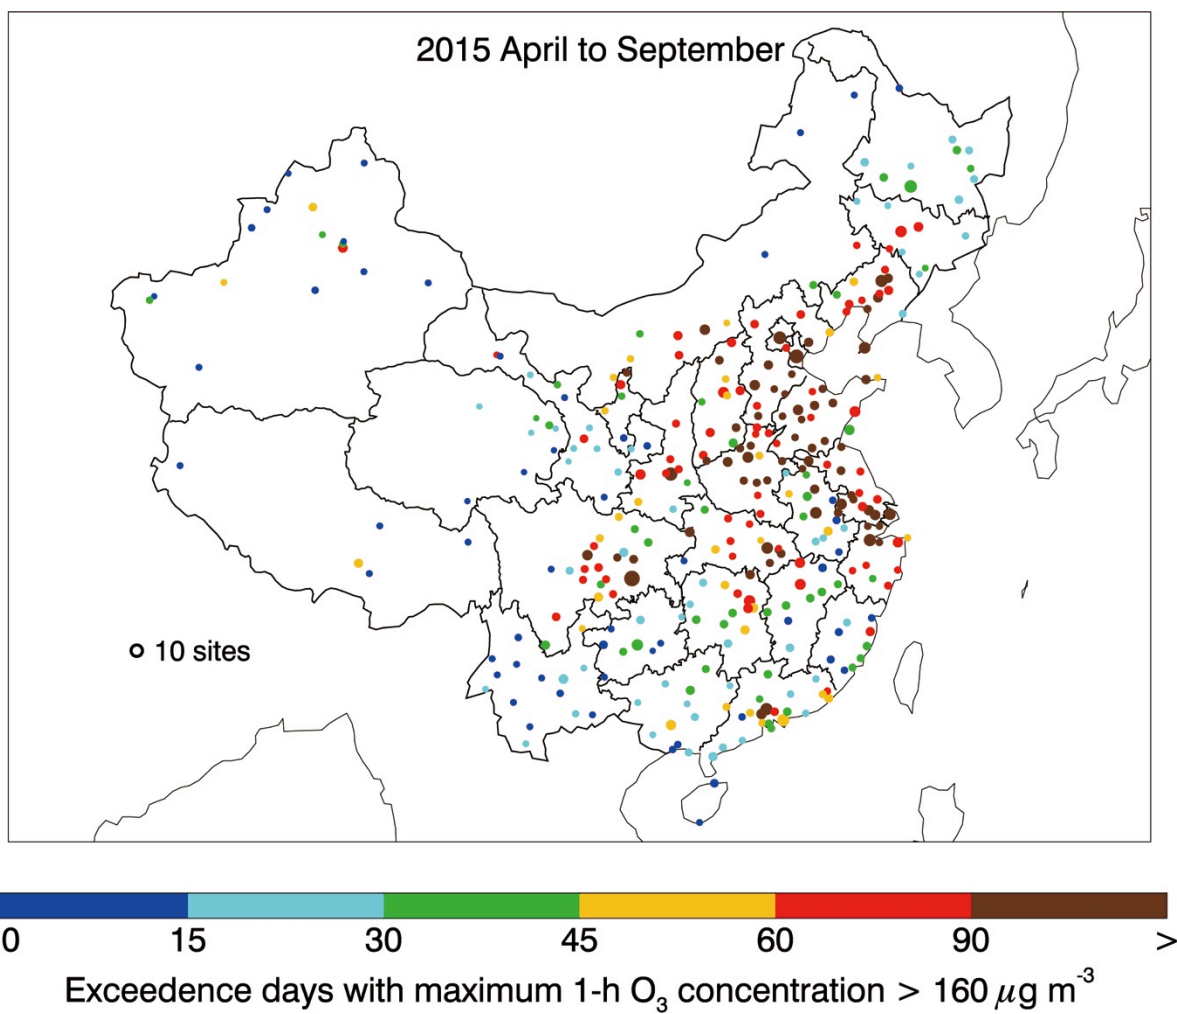 2015 April to September
10 sites
0 15 30 45 60 90 >
Exceedence days with maximum 1-h O₃ concentration > 160 μg m⁻³